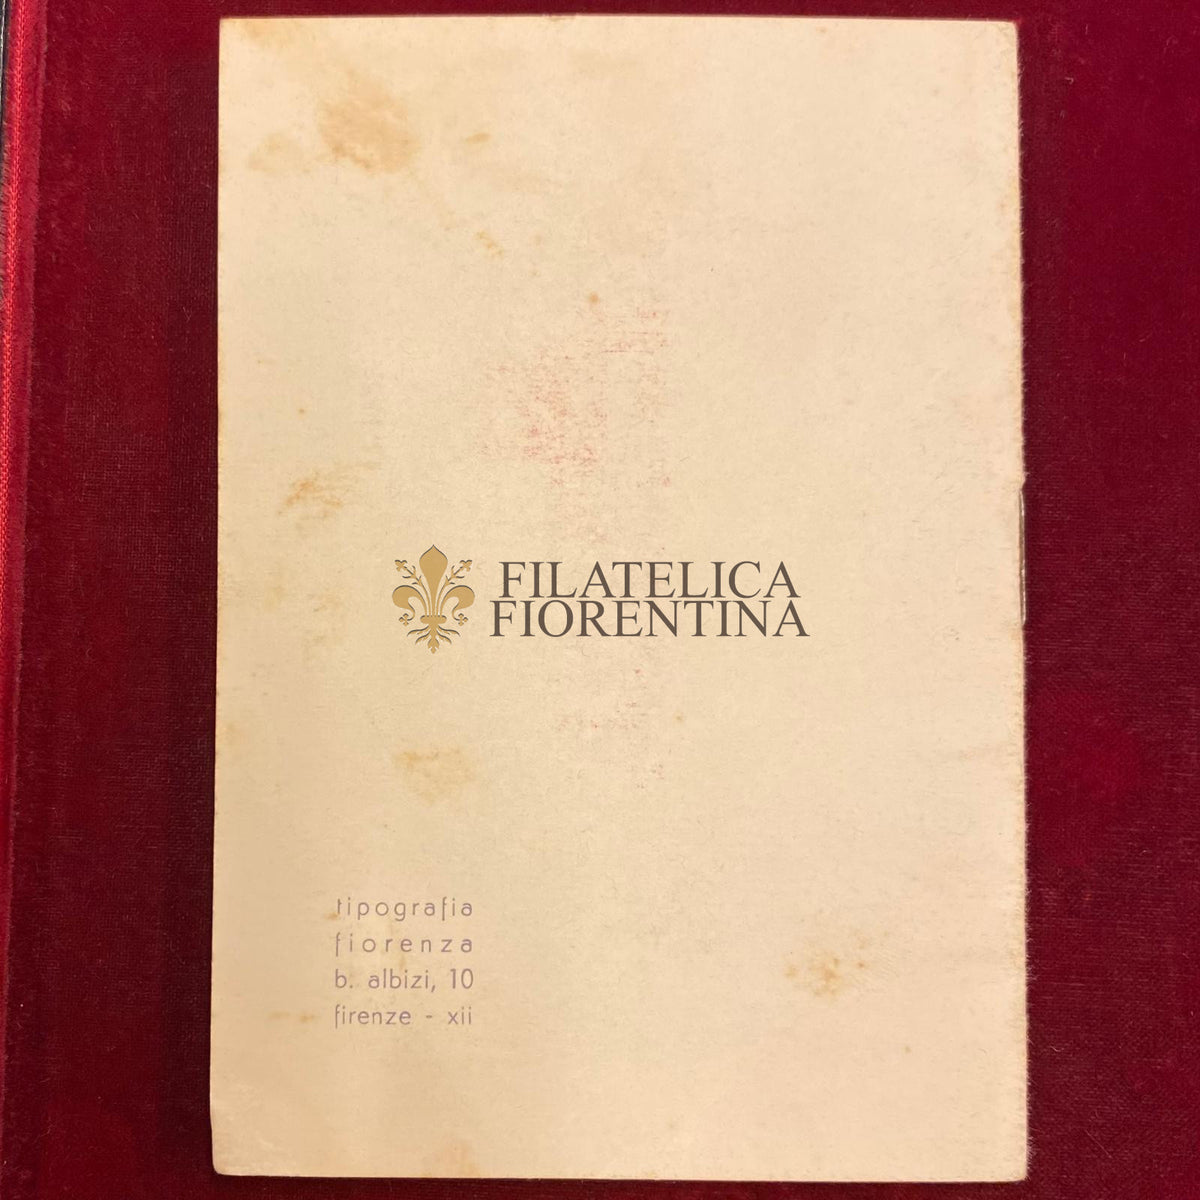 FILATELICA
FIORENTINA
tipografia
fiorenza
b. albizi, 10
firenze - xii